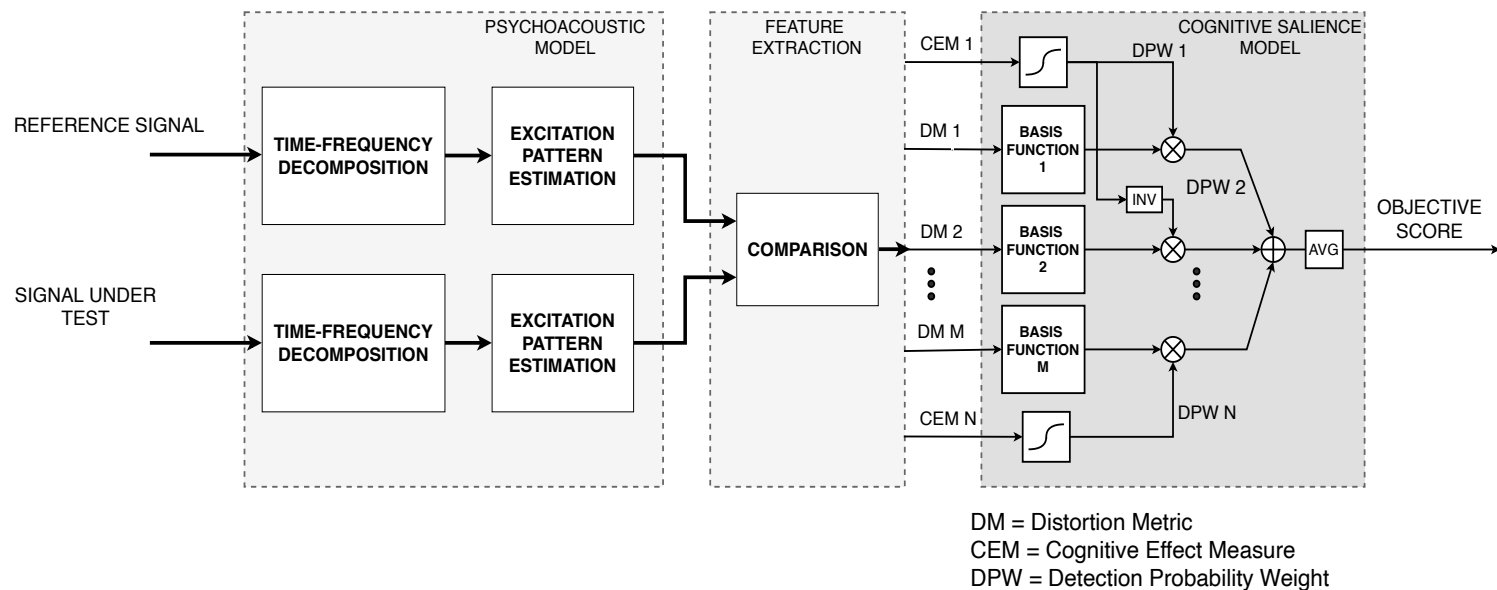 PSYCHOACOUSTIC
MODEL
FEATURE
EXTRACTION
COGNITIVE SALIENCE
MODEL
REFERENCE SIGNAL
TIME-FREQUENCY
DECOMPOSITION
EXCITATION
PATTERN
ESTIMATION
SIGNAL UNDER
TEST
TIME-FREQUENCY
DECOMPOSITION
EXCITATION
PATTERN
ESTIMATION
COMPARISON
CEM 1
DPW 1
DM 1
BASIS
FUNCTION
1
DPW 2
INV
DM 2
BASIS
FUNCTION
2
AVG
OBJECTIVE
SCORE
DM M
BASIS
FUNCTION
M
CEM N
DPW N
DM = Distortion Metric
CEM = Cognitive Effect Measure
DPW = Detection Probability Weight